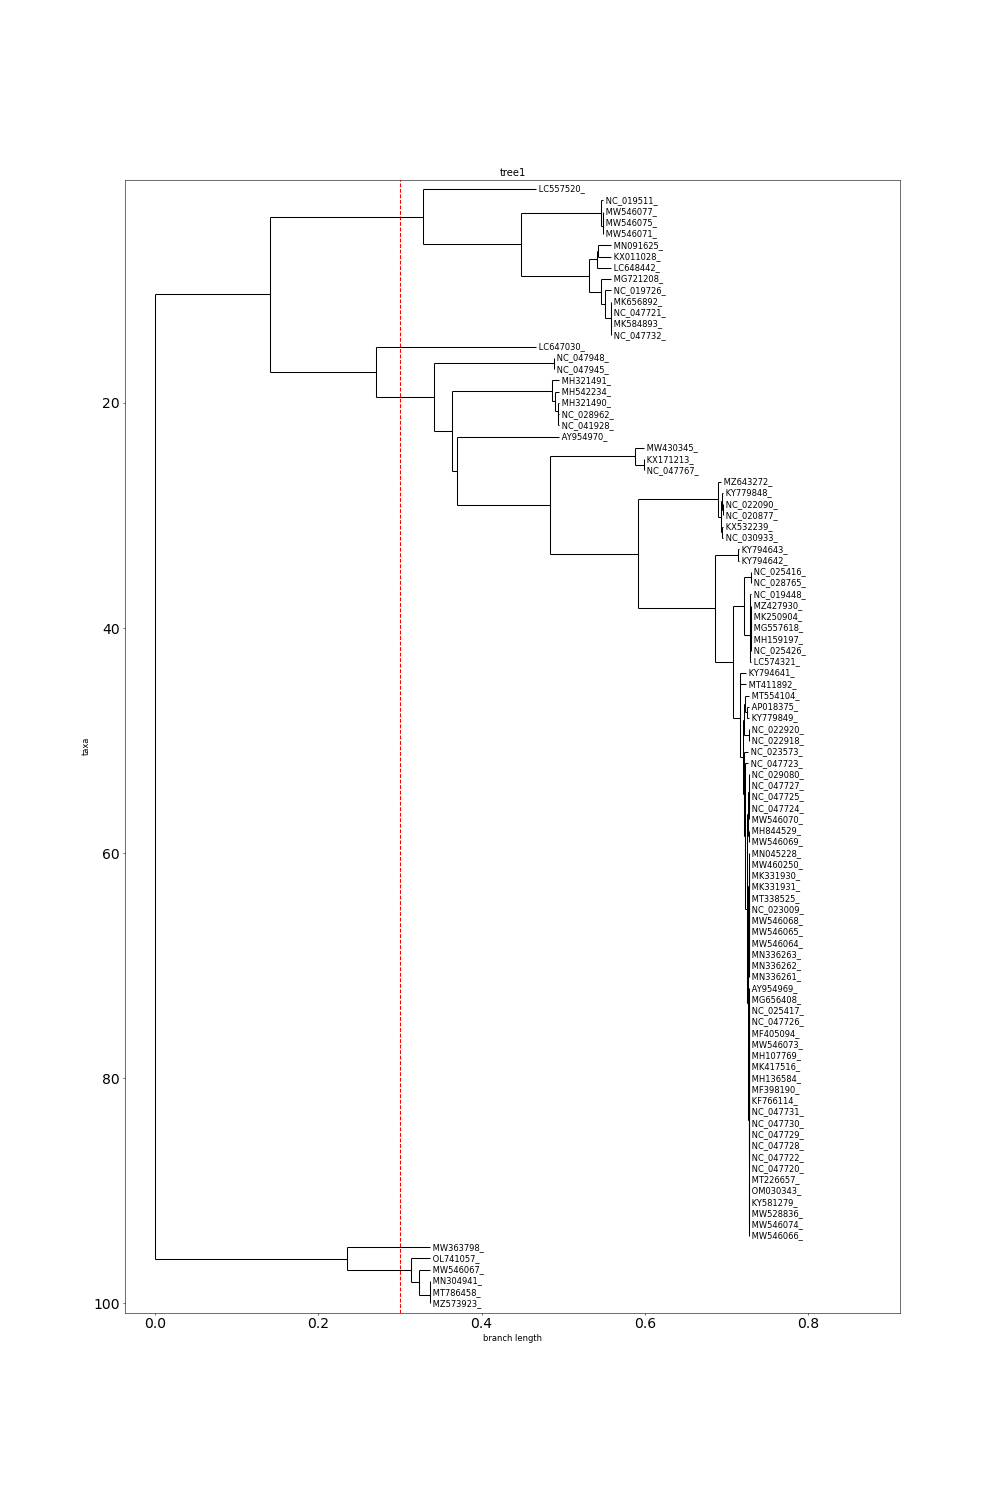 tree1
LC557520_
NC_019511_
MW546077_
MW546075_
MW546071_
MN091625_
KX011028_
LC648442_
MG721208_
NC_019726_
MK656892_
NC_047721_
MK584893_
NC_047732_
LC647030_
NC_047948_
NC_047945_
MH321491_
MH542234_
MH321490_
NC_028962_
NC_041928_
AY954970_
MW430345_
KX171213_
NC_047767_
MZ643272_
KY779848_
NC_022090_
NC_020877_
KX532239_
NC_030933_
KY794643_
KY794642_
NC_025416_
NC_028765_
NC_019448_
MZ427930_
MK250904_
MG557618_
MH159197_
NC_025426_
LC574321_
KY794641_
MT411892_
MT554104_
AP018375_
KY779849_
NC_022920_
NC_022918_
NC_023573_
NC_047723_
NC_029080_
NC_047727_
NC_047725_
NC_047724_
MW546070_
MH844529_
MW546069_
MN045228_
MW460250_
MK331930_
MK331931_
MT338525_
NC_023009_
MW546068_
MW546065_
MW546064_
MN336263_
MN336262_
MN336261_
AY954969_
MG656408_
NC_025417_
NC_047726_
MF405094_
MW546073_
MH107769_
MK417516_
MH136584_
MF398190_
KF766114_
NC_047731_
NC_047730_
NC_047729_
NC_047728_
NC_047722_
NC_047720_
MT226657_
OM030343_
KY581279_
MW528836_
MW546074_
MW546066_
MW363798_
OL741057_
MW546067_
MN304941_
MT786458_
MZ573923_
20
40
60
80
100
taxa
0.0 0.2 0.4 0.6 0.8
branch length